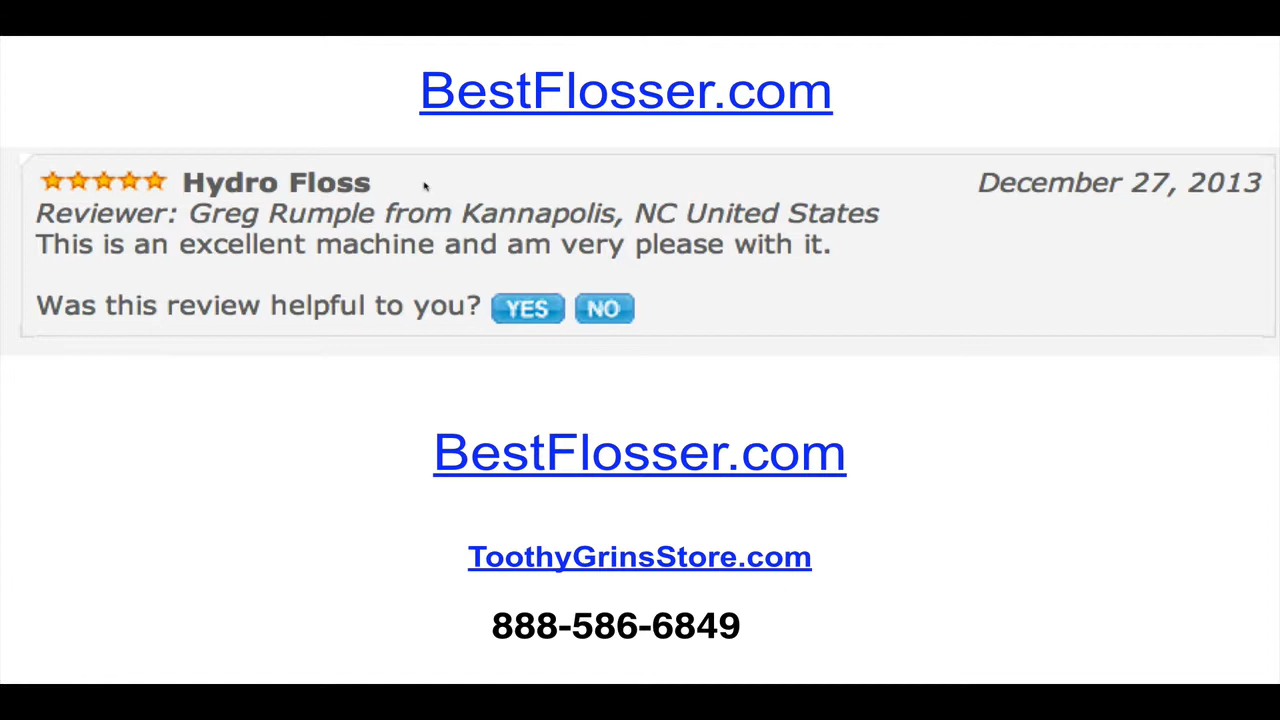 BestFlosser.com
Hydro Floss December 27, 2013
Reviewer: Greg Rumple from Kannapolis, NC United States
This is an excellent machine and am very please with it.
Was this review helpful to you? YES NO
BestFlosser.com
ToothyGrinsStore.com
888-586-6849